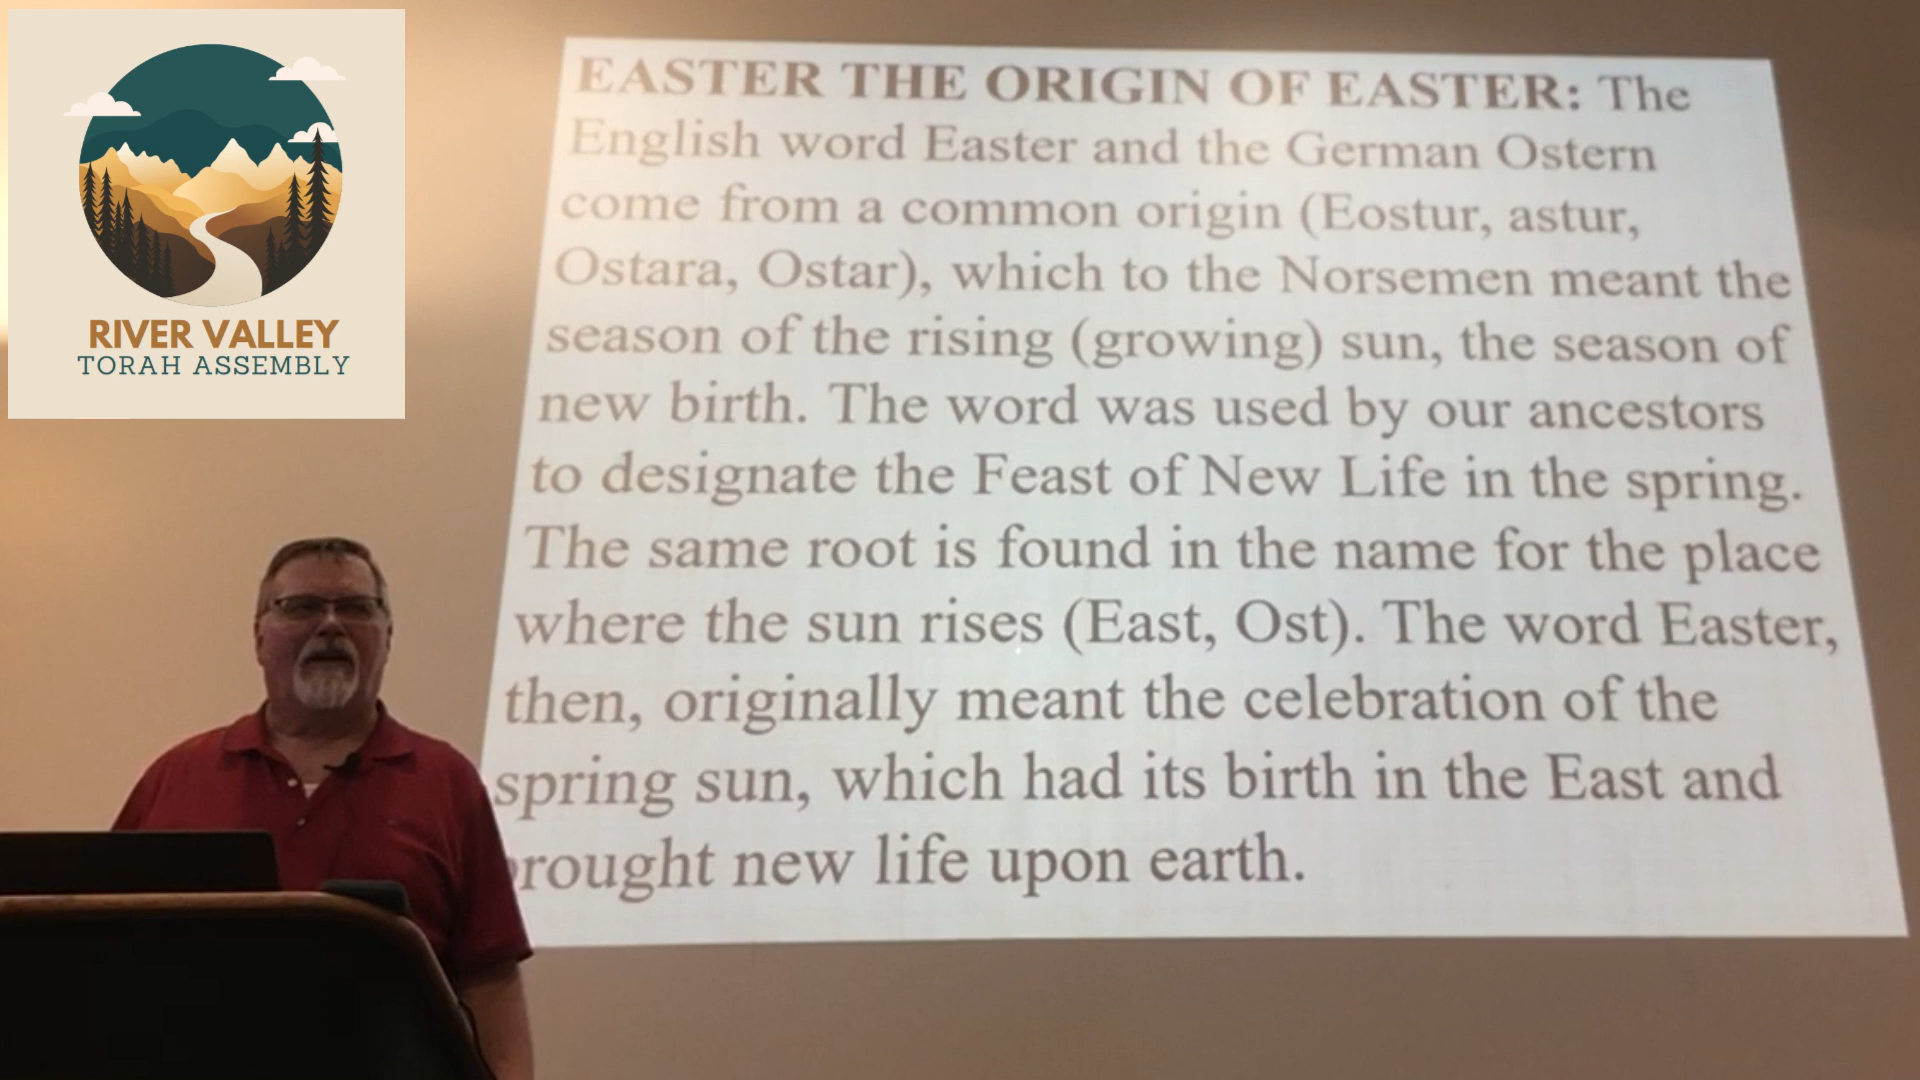 RIVER VALLEY
TORAH ASSEMBLY
EASTER THE ORIGIN OF EASTER: The
English word Easter and the German Ostern
come from a common origin (Eostur, astur,
Ostara, Ostar), which to the Norsemen meant the
season of the rising (growing) sun, the season of
new birth. The word was used by our ancestors
to designate the Feast of New Life in the spring.
The same root is found in the name for the place
where the sun rises (East, Ost). The word Easter,
then, originally meant the celebration of the
spring sun, which had its birth in the East and
brought new life upon earth.